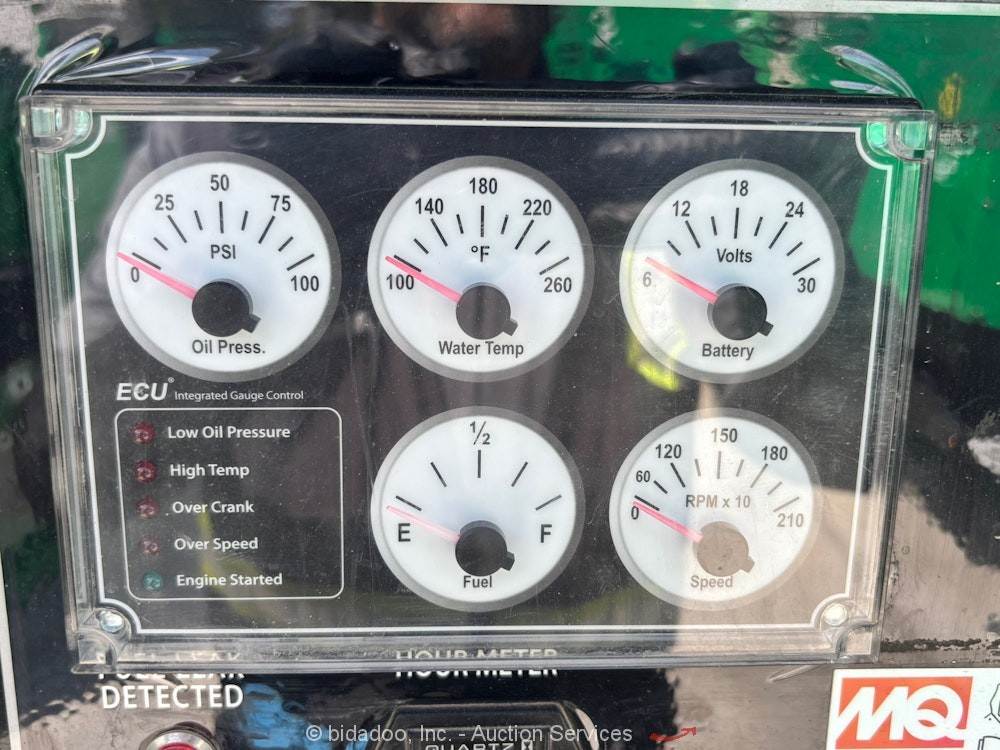 25 50 75
PSI
0 100
Oil Press.
140 180 220
°F
100 260
Water Temp
12 18 24
Volts
6 30
Battery
ECU® Integrated Gauge Control
Low Oil Pressure
High Temp
Over Crank
Over Speed
Engine Started
1/2
E F
Fuel
60 120 150 180
RPM x 10
0 210
Speed
LEAK
DETECTED
HOUR METER
QUARTZ
MQ
© bidadoo, Inc. - Auction Services